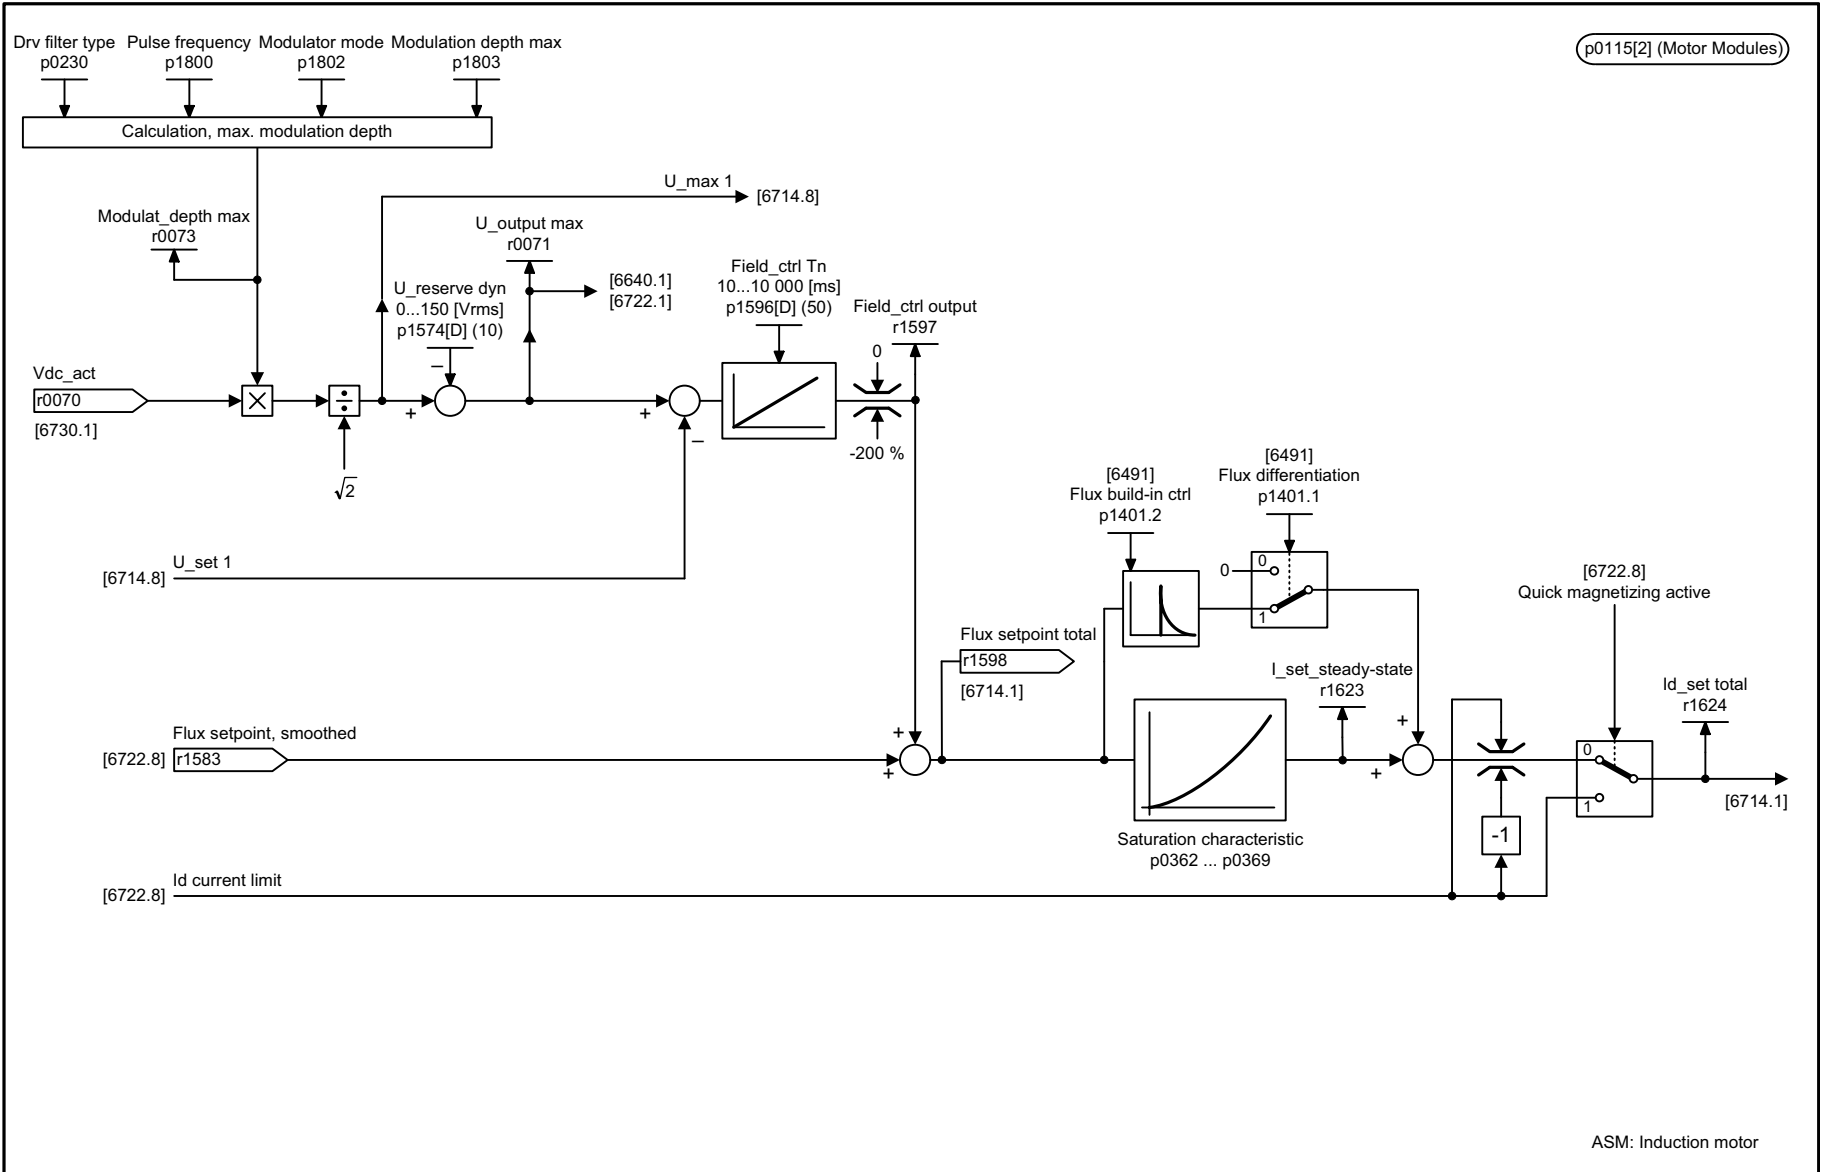 Drv filter type
p0230
Pulse frequency
p1800
Modulator mode
p1802
Modulation depth max
p1803
p0115[2] (Motor Modules)
Calculation, max. modulation depth
U_max 1
[6714.8]
Modulat_depth max
r0073
U_output max
r0071
[6640.1]
[6722.1]
U_reserve dyn
0...150 [Vrms]
p1574[D] (10)
Field_ctrl Tn
10...10 000 [ms]
p1596[D] (50)
Field_ctrl output
r1597
0
-200 %
Vdc_act
r0070
[6730.1]
×
÷
√2
+
–
+
–
U_set 1
[6714.8]
[6491]
Flux build-in ctrl
p1401.2
[6491]
Flux differentiation
p1401.1
0
0
1
[6722.8]
Quick magnetizing active
Flux setpoint total
r1598
[6714.1]
I_set_steady-state
r1623
Id_set total
r1624
Flux setpoint, smoothed
[6722.8]
r1583
+
+
+
+
0
1
[6714.1]
-1
Saturation characteristic
p0362 ... p0369
Id current limit
[6722.8]
ASM: Induction motor